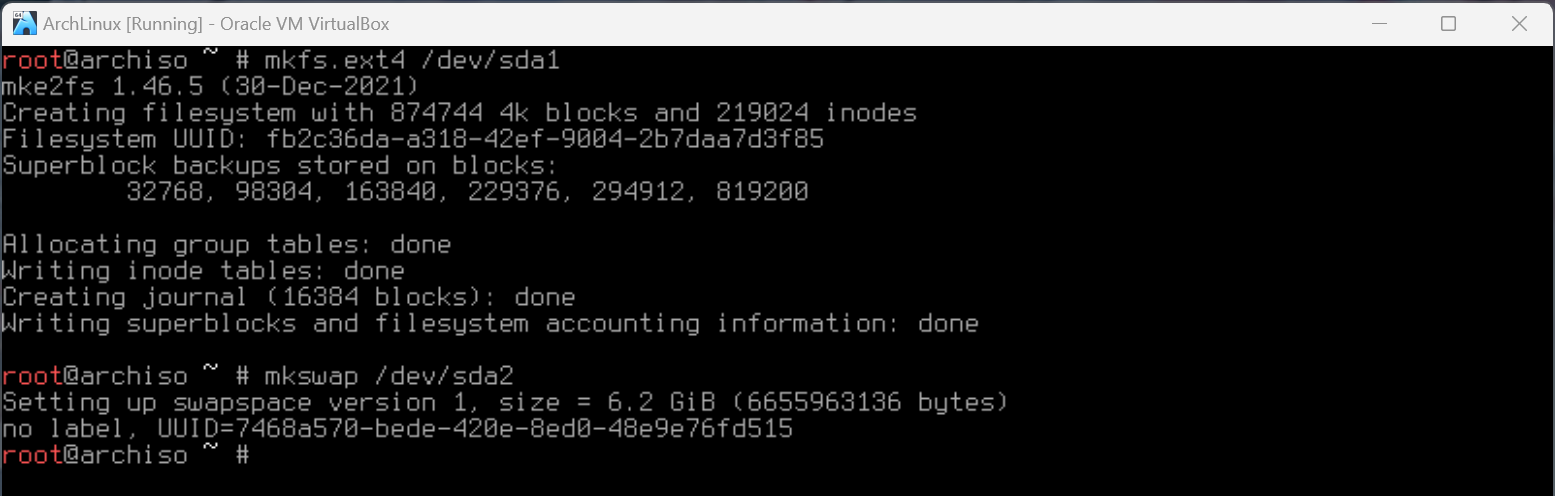 ArchLinux [Running] - Oracle VM VirtualBox
root@archiso ~ # mkfs.ext4 /dev/sda1
mke2fs 1.46.5 (30-Dec-2021)
Creating filesystem with 874744 4k blocks and 219024 inodes
Filesystem UUID: fb2c36da-a318-42ef-9004-2b7daa7d3f85
Superblock backups stored on blocks:
        32768, 98304, 163840, 229376, 294912, 819200

Allocating group tables: done
Writing inode tables: done
Creating journal (16384 blocks): done
Writing superblocks and filesystem accounting information: done

root@archiso ~ # mkswap /dev/sda2
Setting up swapspace version 1, size = 6.2 GiB (6655963136 bytes)
no label, UUID=7468a570-bede-420e-8ed0-48e9e76fd515
root@archiso ~ #